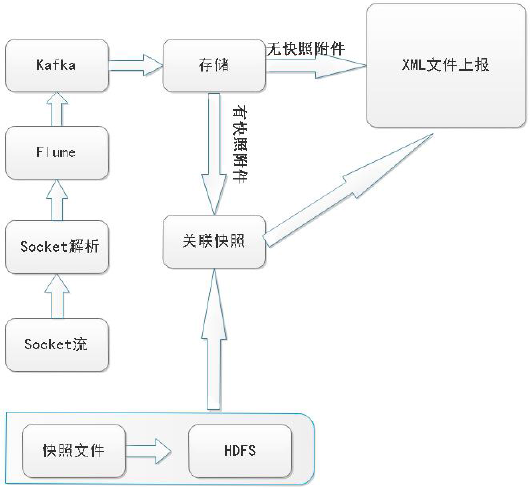 Kafka
存储
无快照附件
XML文件上报
Flume
有快照附件
Socket解析
关联快照
Socket流
快照文件
HDFS